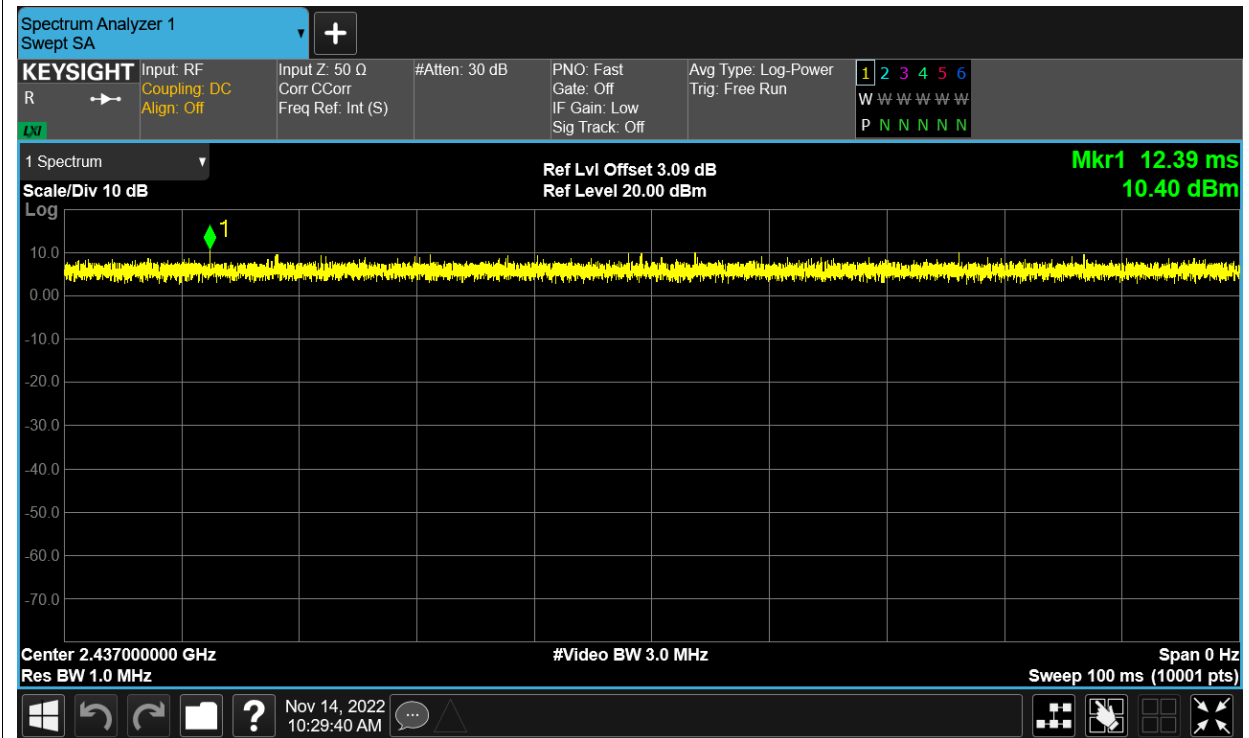 Spectrum Analyzer 1
Swept SA
KEYSIGHT
R
LXI
Input: RF
Coupling: DC
Align: Off
Input Z: 50 Ω
Corr CCorr
Freq Ref: Int (S)
#Atten: 30 dB
PNO: Fast
Gate: Off
IF Gain: Low
Sig Track: Off
Avg Type: Log-Power
Trig: Free Run
1 2 3 4 5 6
W W W W W W
P N N N N N
1 Spectrum
Scale/Div 10 dB
Ref Lvl Offset 3.09 dB
Ref Level 20.00 dBm
Mkr1 12.39 ms
10.40 dBm
Log
1
10.0
0.00
-10.0
-20.0
-30.0
-40.0
-50.0
-60.0
-70.0
Center 2.437000000 GHz
Res BW 1.0 MHz
#Video BW 3.0 MHz
Span 0 Hz
Sweep 100 ms (10001 pts)
?
Nov 14, 2022
10:29:40 AM